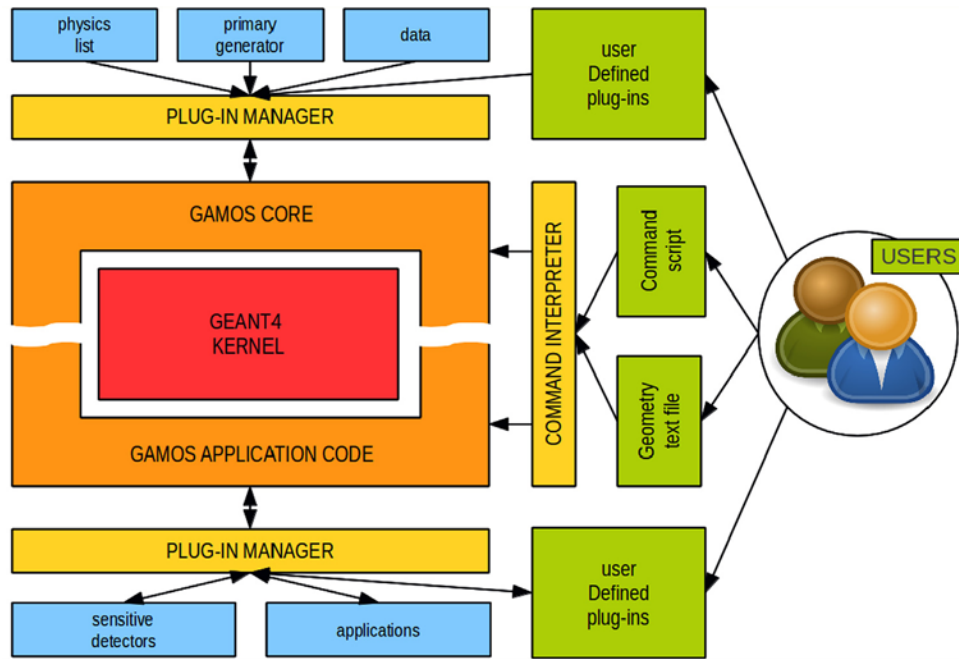 physics
list
primary
generator
data
user
Defined
plug-ins
PLUG-IN MANAGER
GAMOS CORE
GEANT4
KERNEL
GAMOS APPLICATION CODE
COMMAND INTERPRETER
Command
script
Geometry
text file
USERS
PLUG-IN MANAGER
user
Defined
plug-ins
sensitive
detectors
applications